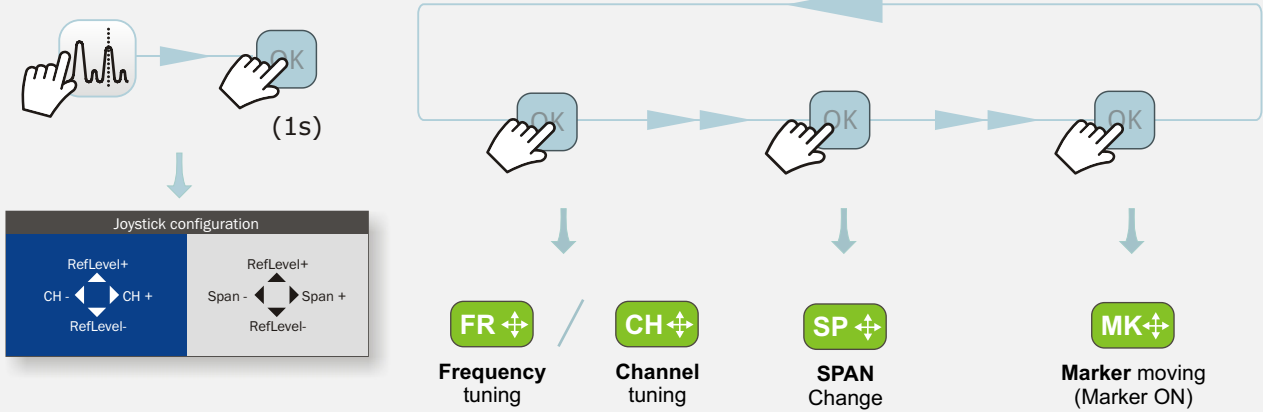 OK
(1s)
Joystick configuration
RefLevel+
CH - CH +
RefLevel-
RefLevel+
Span - Span +
RefLevel-
OK
OK
OK
FR
CH
SP
MK
Frequency
tuning
Channel
tuning
SPAN
Change
Marker moving
(Marker ON)